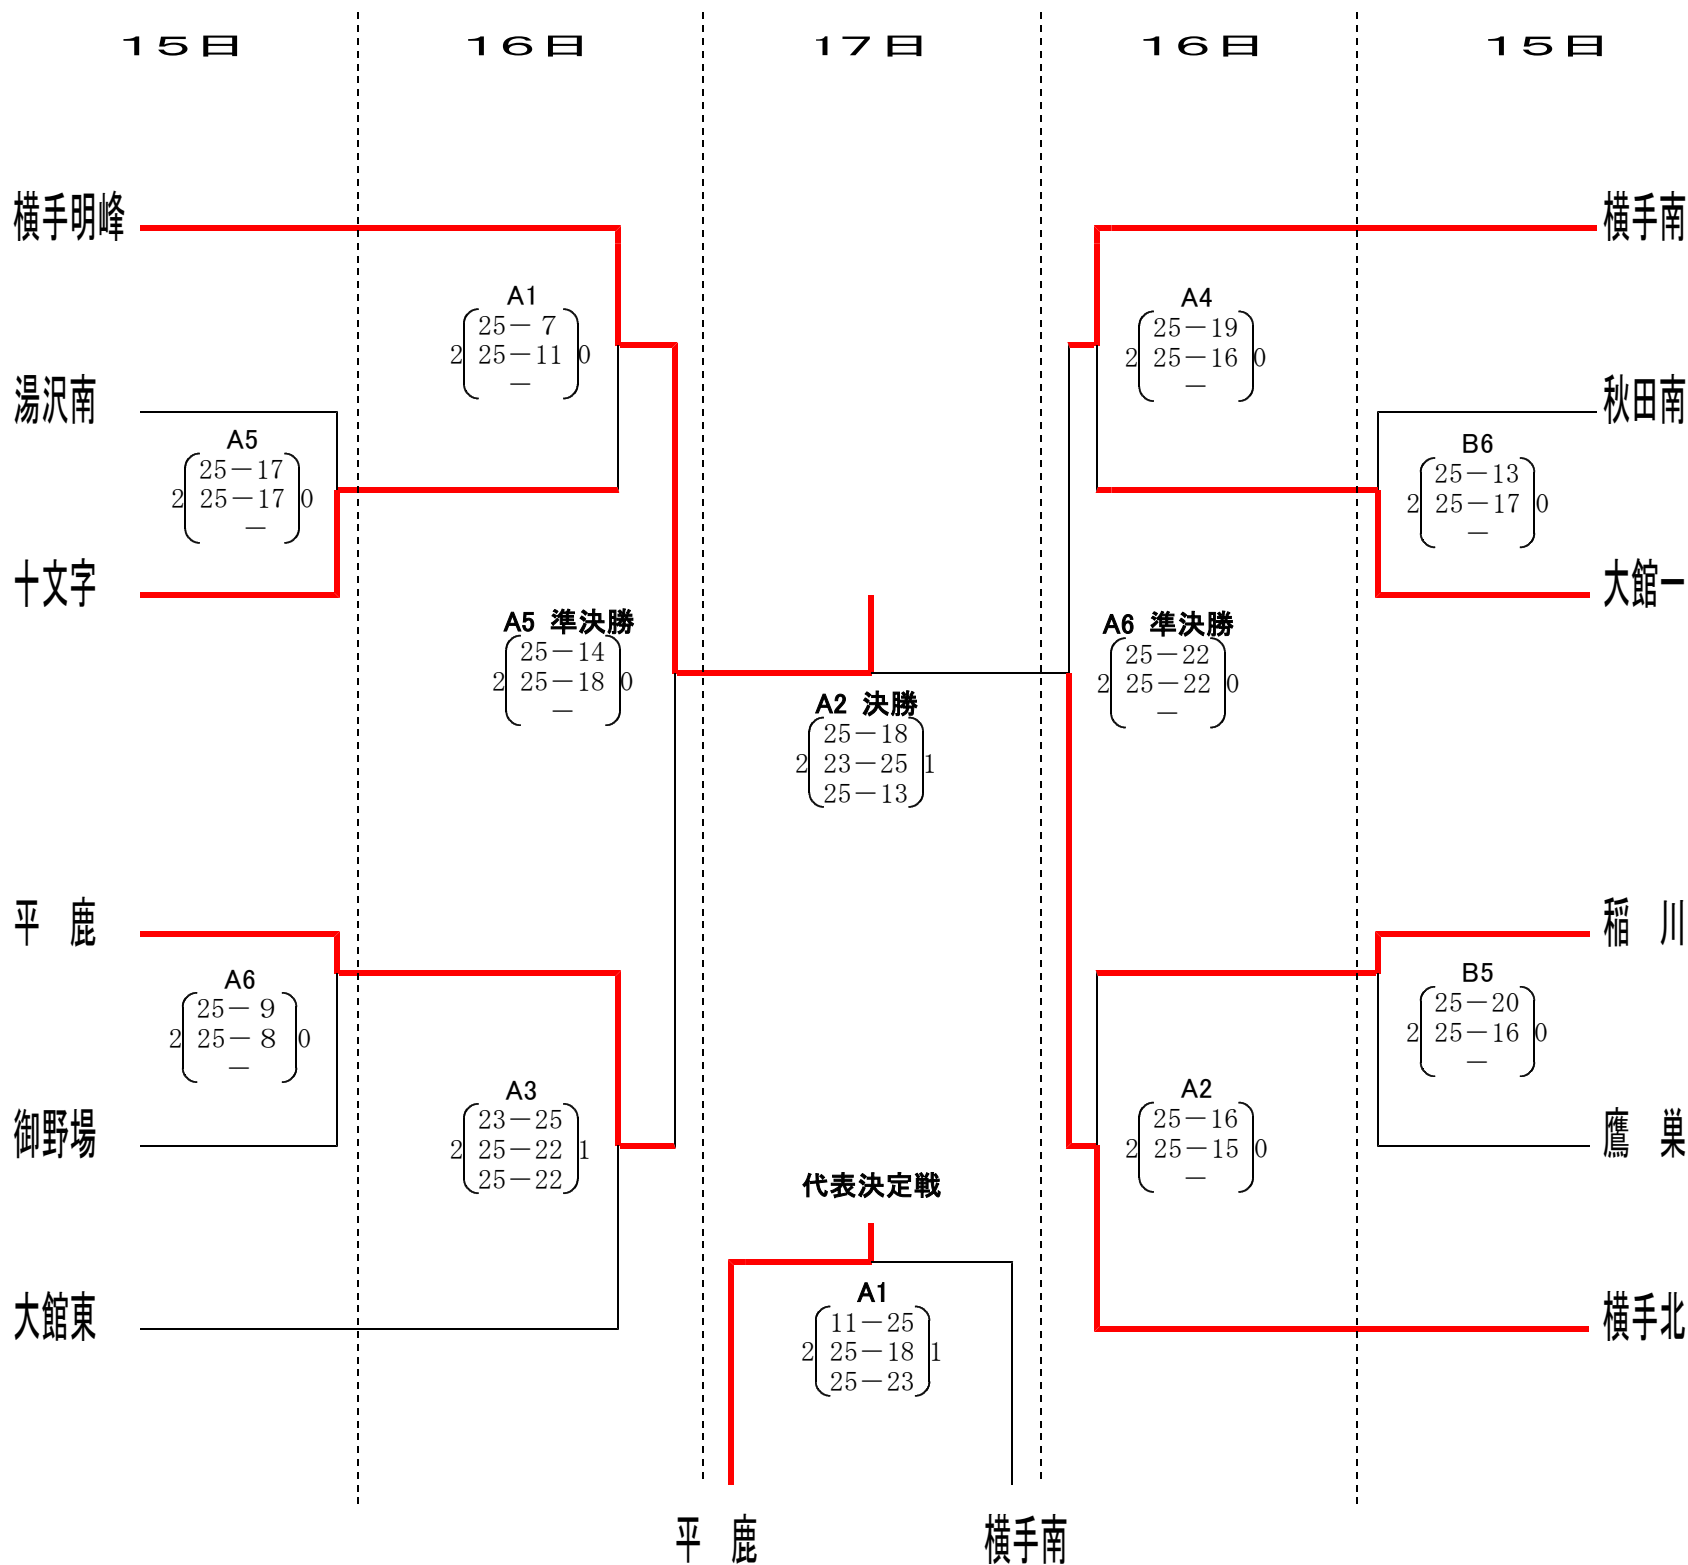 15日 16日 17日 16日 15日
横手明峰
横手南
A1
25－ 7
2 25－11 0
－
A4
25－19
2 25－16 0
－
湯沢南
秋田南
A5
25－17
2 25－17 0
－
B6
25－13
2 25－17 0
－
十文字
大館一
A5 準決勝
25－14
2 25－18 0
－
A6 準決勝
25－22
2 25－22 0
－
A2 決勝
25－18
2 23－25 1
25－13
平　鹿
稲　川
A6
25－ 9
2 25－ 8 0
－
B5
25－20
2 25－16 0
－
A3
23－25
2 25－22 1
25－22
A2
25－16
2 25－15 0
－
御野場
鷹　巣
代表決定戦
A1
11－25
2 25－18 1
25－23
大館東
横手北
平　鹿
横手南